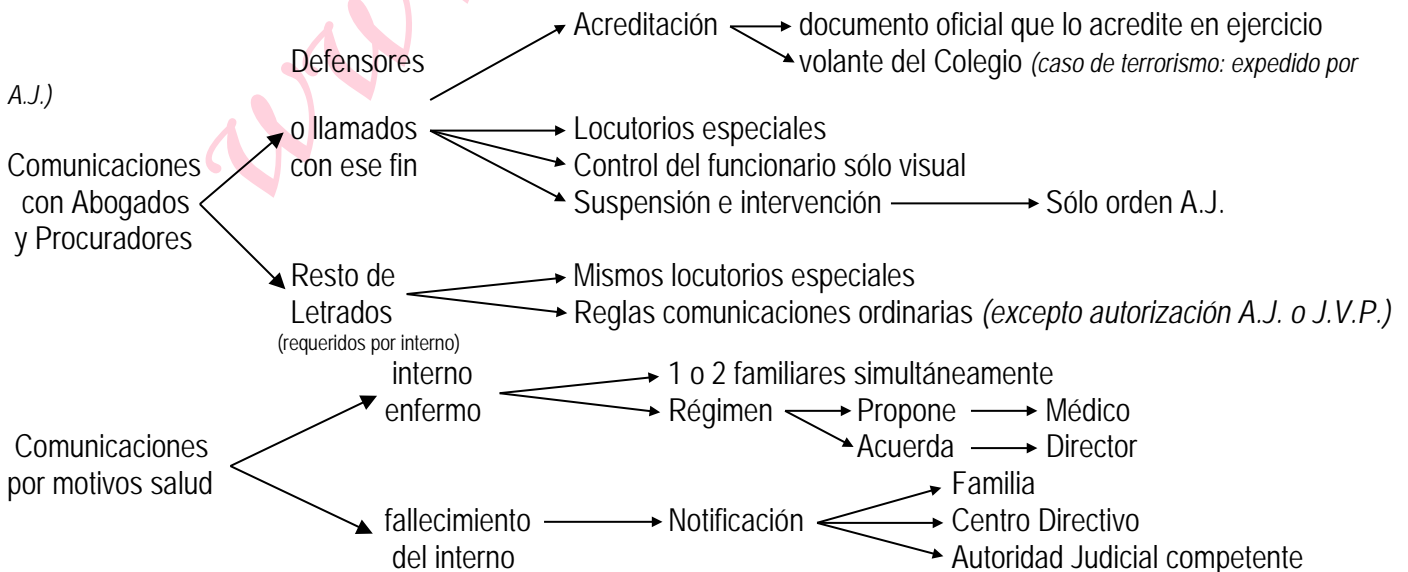 Acreditación documento oficial que lo acredite en ejercicio
Defensores volante del Colegio (caso de terrorismo: expedido por
A.J.)
o llamados Locutorios especiales
Comunicaciones con ese fin Control del funcionario sólo visual
con Abogados Suspensión e intervención Sólo orden A.J.
y Procuradores
Resto de Mismos locutorios especiales
Letrados Reglas comunicaciones ordinarias (excepto autorización A.J. o J.V.P.)
(requeridos por interno)
interno 1 o 2 familiares simultáneamente
enfermo Régimen Propone Médico
Comunicaciones Acuerda Director
por motivos salud Familia
fallecimiento Notificación Centro Directivo
del interno Autoridad Judicial competente